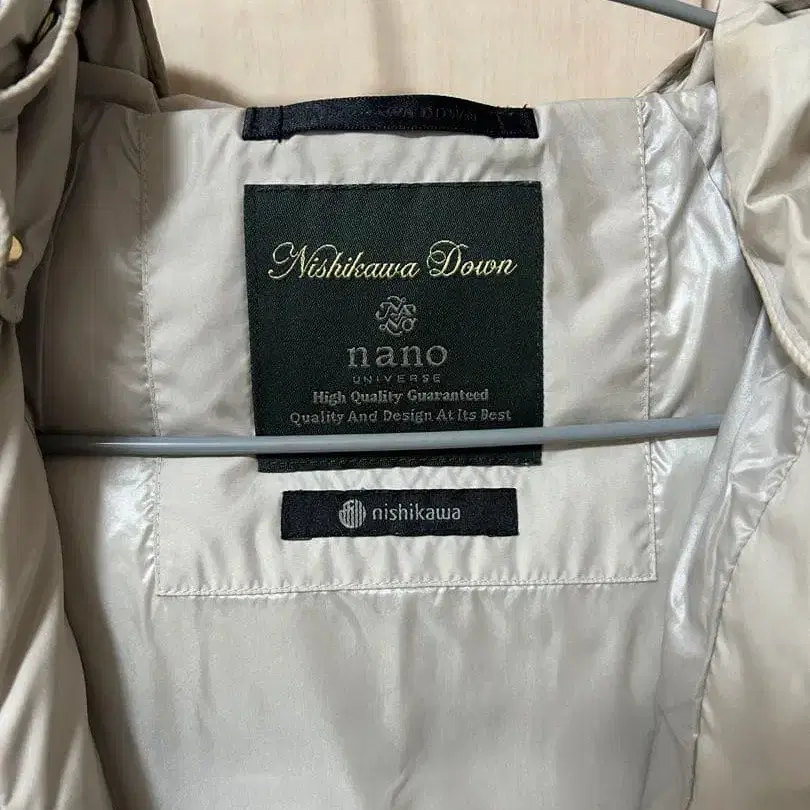 Nishikawa Down
nano
UNIVERSE
High Quality Guaranteed
Quality And Design At Its Best
nishikawa